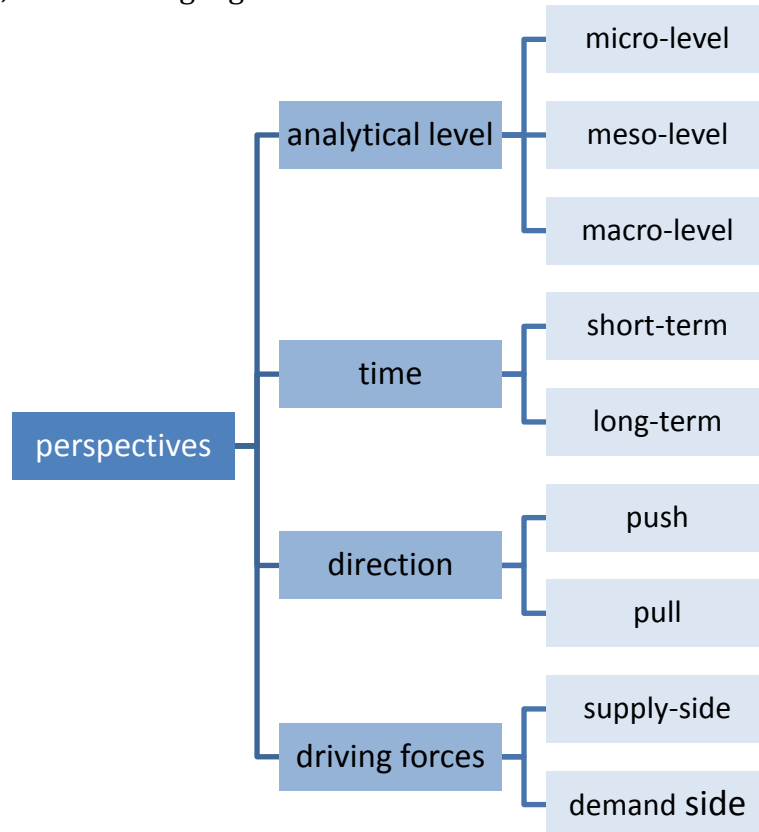 micro-level
analytical level
meso-level
macro-level
short-term
time
long-term
perspectives
push
direction
pull
supply-side
driving forces
demand side